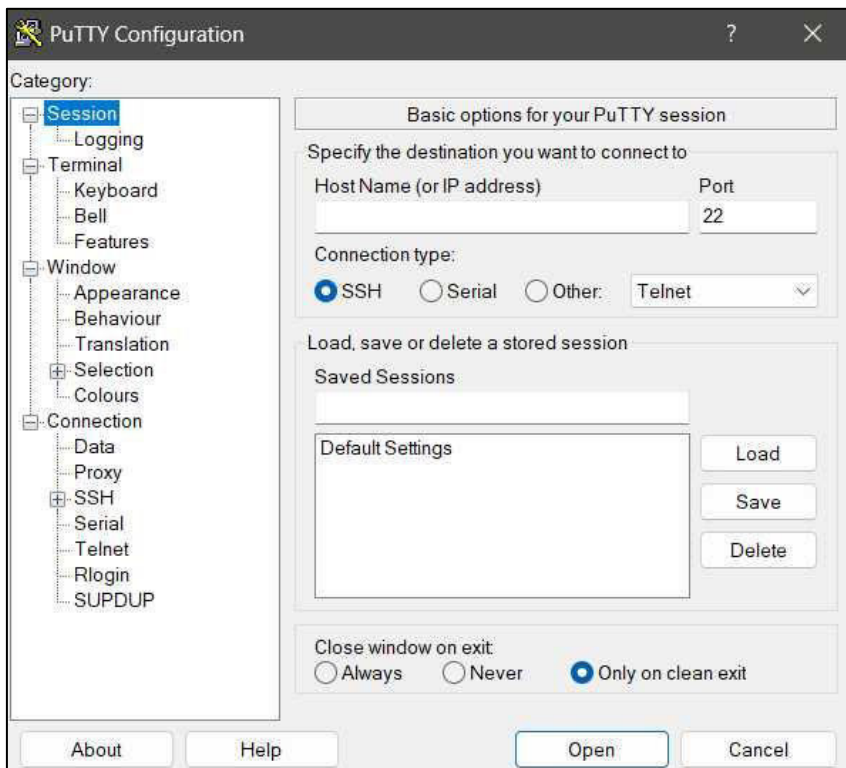 PuTTY Configuration ? ×
Category:
Session
Logging
Terminal
Keyboard
Bell
Features
Window
Appearance
Behaviour
Translation
Selection
Colours
Connection
Data
Proxy
SSH
Serial
Telnet
Rlogin
SUPDUP
Basic options for your PuTTY session
Specify the destination you want to connect to
Host Name (or IP address) Port
22
Connection type:
SSH Serial Other: Telnet
Load, save or delete a stored session
Saved Sessions
Default Settings
Load
Save
Delete
Close window on exit:
Always Never Only on clean exit
About Help Open Cancel